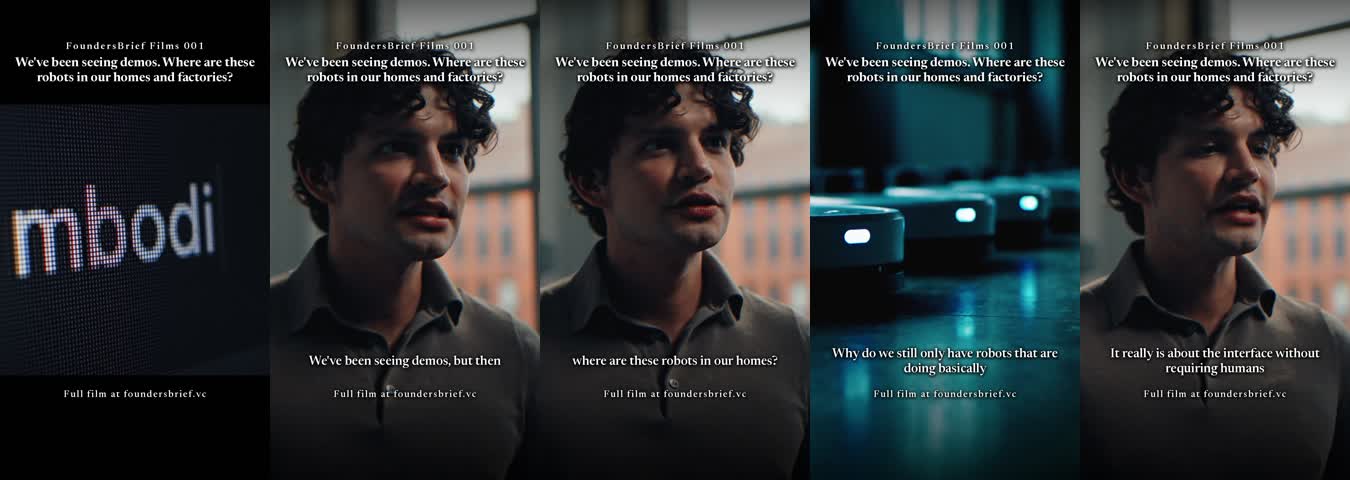 FoundersBrief Films 001
We've been seeing demos. Where are these
robots in our homes and factories?
mbodi
Full film at foundersbrief.vc
FoundersBrief Films 001
We've been seeing demos. Where are these
robots in our homes and factories?
We've been seeing demos, but then
Full film at foundersbrief.vc
FoundersBrief Films 001
We've been seeing demos. Where are these
robots in our homes and factories?
where are these robots in our homes?
Full film at foundersbrief.vc
FoundersBrief Films 001
We've been seeing demos. Where are these
robots in our homes and factories?
Why do we still only have robots that are
doing basically
Full film at foundersbrief.vc
FoundersBrief Films 001
We've been seeing demos. Where are these
robots in our homes and factories?
It really is about the interface without
requiring humans
Full film at foundersbrief.vc